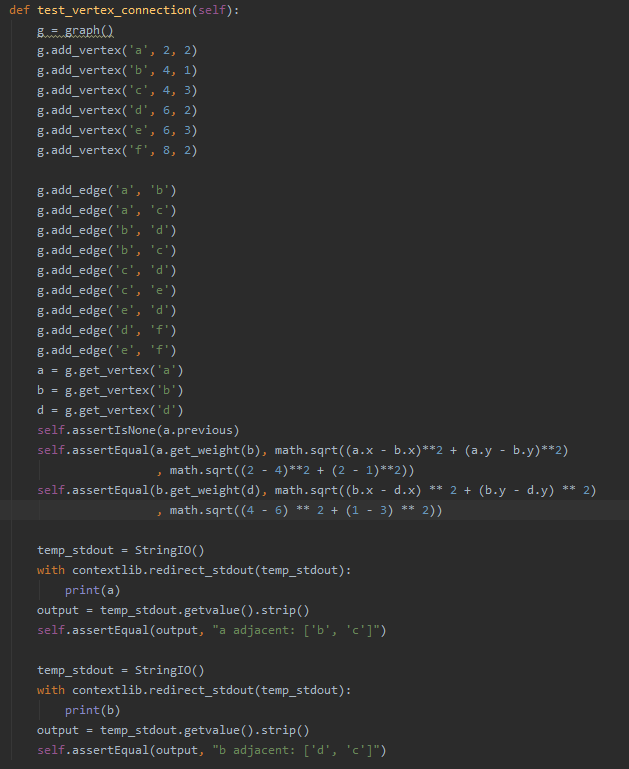 def test_vertex_connection(self):
    g = graph()
    g.add_vertex('a', 2, 2)
    g.add_vertex('b', 4, 1)
    g.add_vertex('c', 4, 3)
    g.add_vertex('d', 6, 2)
    g.add_vertex('e', 6, 3)
    g.add_vertex('f', 8, 2)

    g.add_edge('a', 'b')
    g.add_edge('a', 'c')
    g.add_edge('b', 'd')
    g.add_edge('b', 'c')
    g.add_edge('c', 'd')
    g.add_edge('c', 'e')
    g.add_edge('e', 'd')
    g.add_edge('d', 'f')
    g.add_edge('e', 'f')
    a = g.get_vertex('a')
    b = g.get_vertex('b')
    d = g.get_vertex('d')
    self.assertIsNone(a.previous)
    self.assertEqual(a.get_weight(b), math.sqrt((a.x - b.x)**2 + (a.y - b.y)**2)
                     , math.sqrt((2 - 4)**2 + (2 - 1)**2))
    self.assertEqual(b.get_weight(d), math.sqrt((b.x - d.x) ** 2 + (b.y - d.y) ** 2)
                     , math.sqrt((4 - 6) ** 2 + (1 - 3) ** 2))

    temp_stdout = StringIO()
    with contextlib.redirect_stdout(temp_stdout):
        print(a)
    output = temp_stdout.getvalue().strip()
    self.assertEqual(output, "a adjacent: ['b', 'c']")

    temp_stdout = StringIO()
    with contextlib.redirect_stdout(temp_stdout):
        print(b)
    output = temp_stdout.getvalue().strip()
    self.assertEqual(output, "b adjacent: ['d', 'c']")